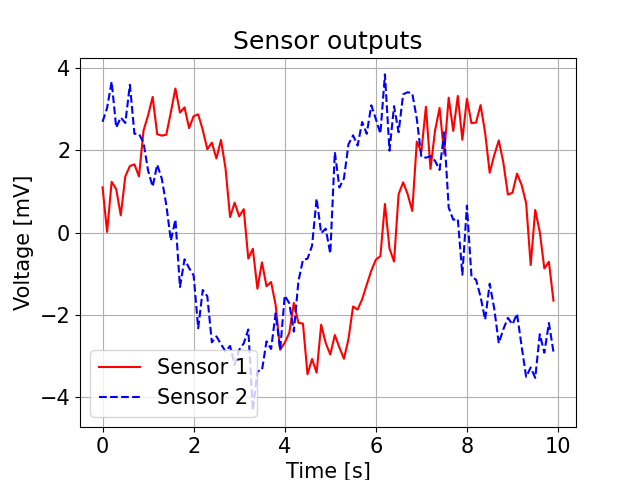 Sensor outputs
4
2
0
−2
−4
Voltage [mV]
Sensor 1
Sensor 2
0 2 4 6 8 10
Time [s]